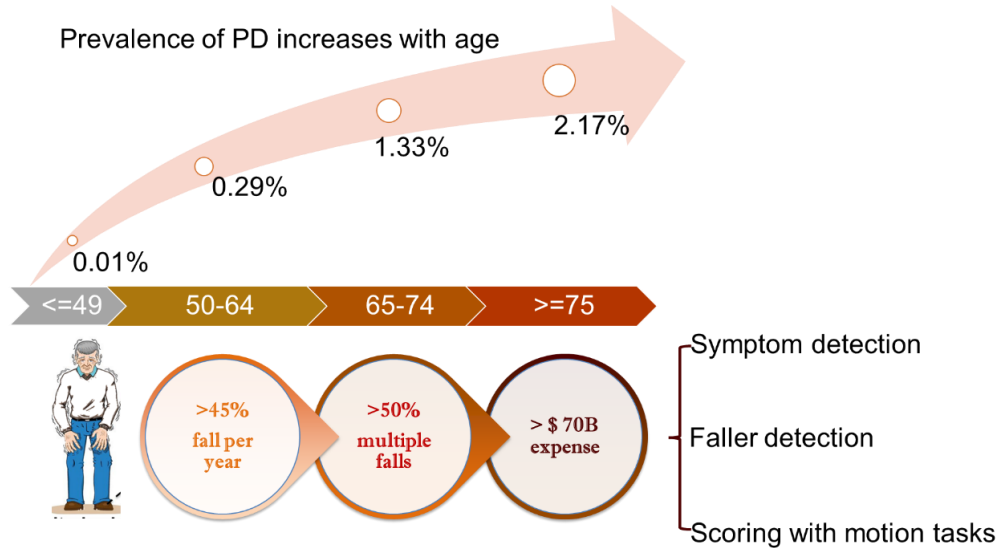 Prevalence of PD increases with age
2.17%
1.33%
0.29%
0.01%
<=49
50-64
65-74
>=75
>45%
fall per
year
>50%
multiple
falls
> $ 70B
expense
Symptom detection
Faller detection
Scoring with motion tasks